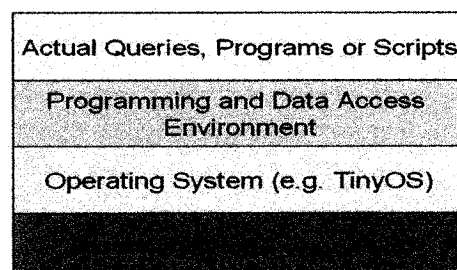 Actual Queries, Programs or Scripts
Programming and Data Access
Environment
Operating System (e.g. TinyOS)